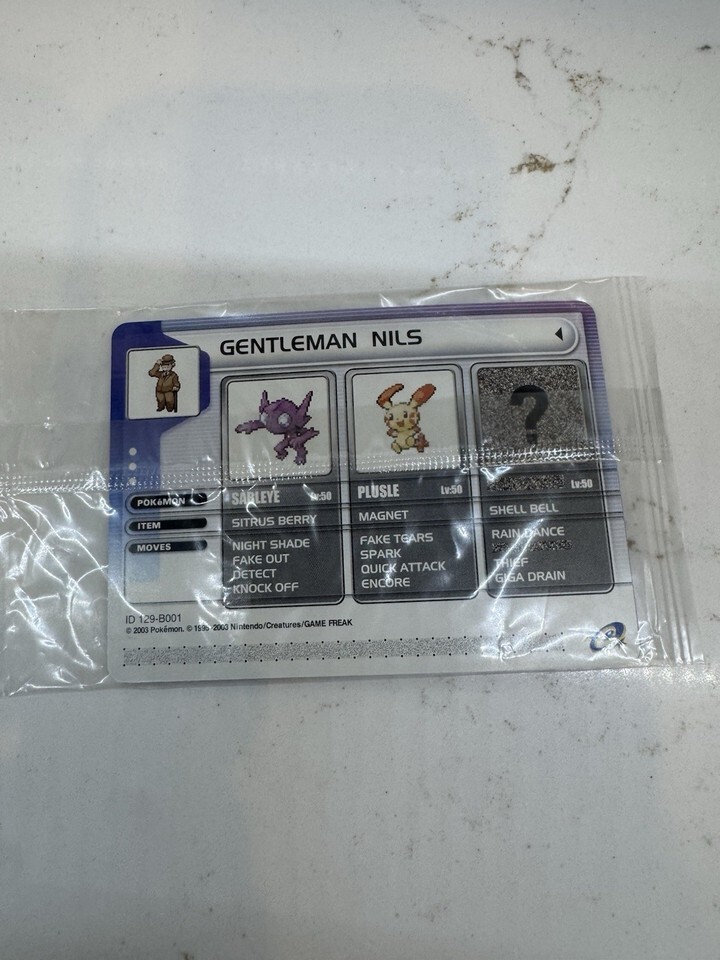 GENTLEMAN NILS
?
POKéMON
SABLEYE Lv:50
PLUSLE Lv:50
Lv:50
ITEM
SITRUS BERRY
MAGNET
SHELL BELL
MOVES
NIGHT SHADE
FAKE OUT
DETECT
KNOCK OFF
FAKE TEARS
SPARK
QUICK ATTACK
ENCORE
RAIN DANCE
THIEF
GIGA DRAIN
ID 129-B001
© 2003 Pokémon. © 1995-2003 Nintendo/Creatures/GAME FREAK